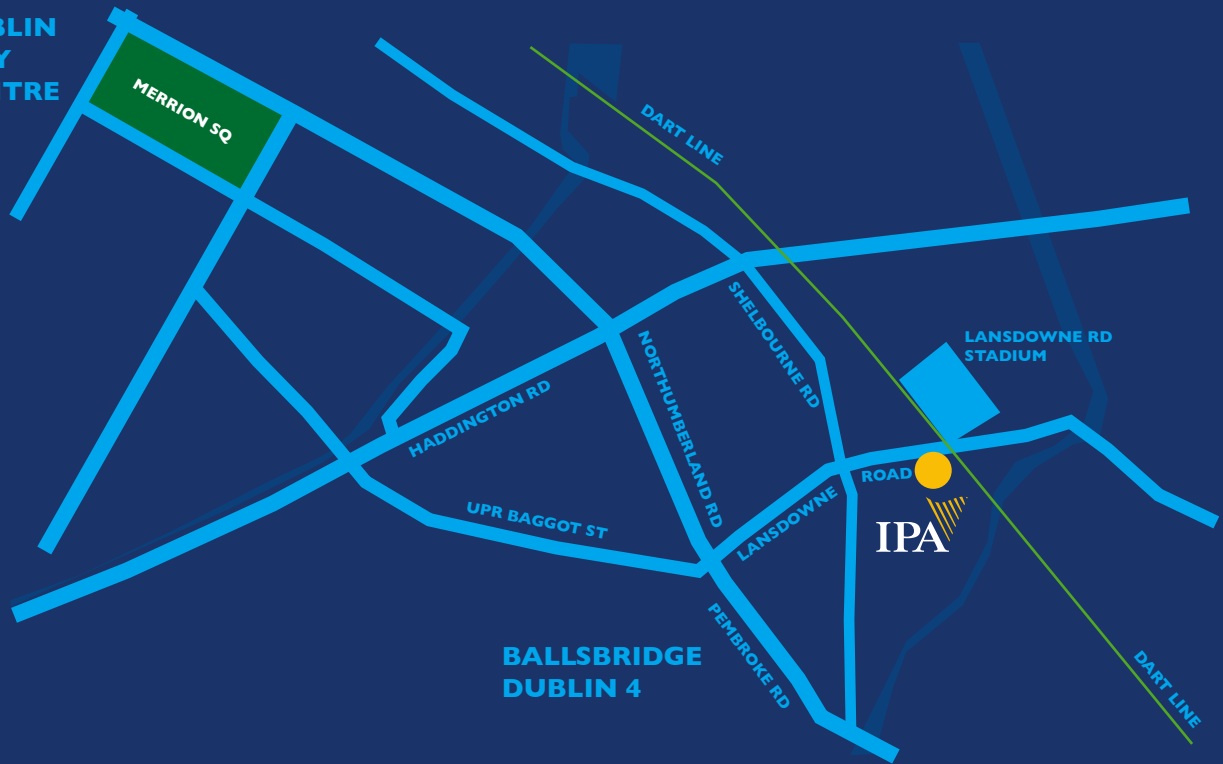 BLIN
Y
TRE
MERRION SQ
DART LINE
SHELBOURNE RD
LANSDOWNE RD
STADIUM
NORTHUMBERLAND RD
HADDINGTON RD
ROAD
LANSDOWNE
UPR BAGGOT ST
IPA
PEMBROKE RD
BALLSBRIDGE
DUBLIN 4
DART LINE